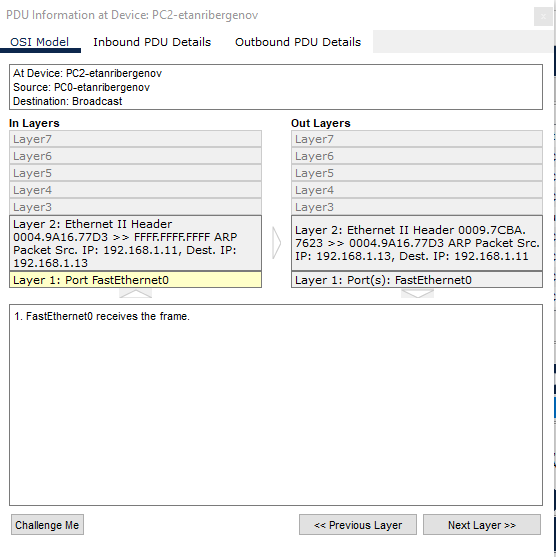 PDU Information at Device: PC2-etanribergenov
OSI Model Inbound PDU Details Outbound PDU Details
At Device: PC2-etanribergenov
Source: PC0-etanribergenov
Destination: Broadcast
In Layers
Layer7
Layer6
Layer5
Layer4
Layer3
Layer 2: Ethernet II Header
0004.9A16.77D3 >> FFFF.FFFF.FFFF ARP
Packet Src. IP: 192.168.1.11, Dest. IP:
192.168.1.13
Layer 1: Port FastEthernet0
Out Layers
Layer7
Layer6
Layer5
Layer4
Layer3
Layer 2: Ethernet II Header 0009.7CBA.
7623 >> 0004.9A16.77D3 ARP Packet Src.
IP: 192.168.1.13, Dest. IP: 192.168.1.11
Layer 1: Port(s): FastEthernet0
1. FastEthernet0 receives the frame.
Challenge Me
<< Previous Layer
Next Layer >>